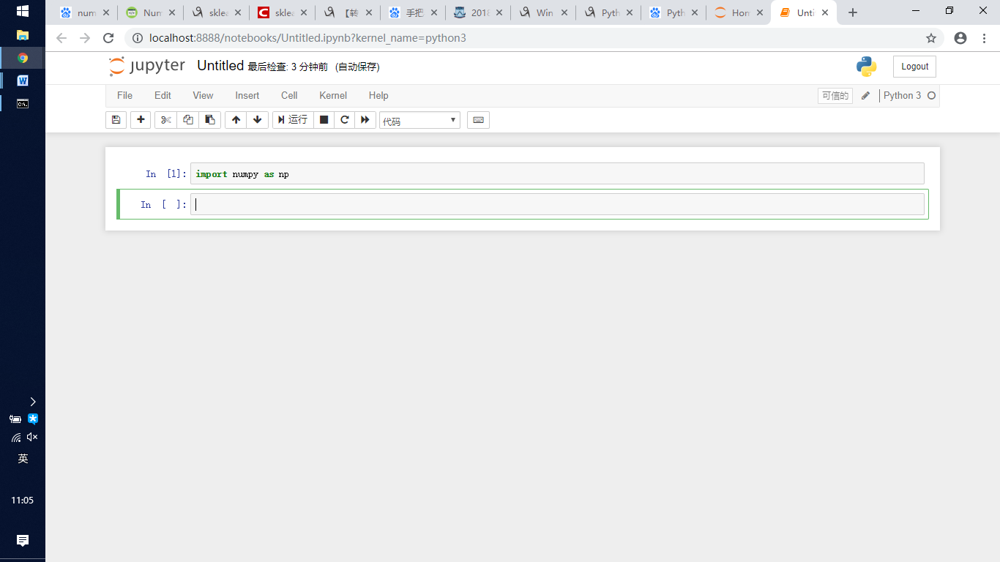 num
Num
sklea
sklea
【转
手把
2018
Win
Pyth
Pyth
Hom
Unti
localhost:8888/notebooks/Untitled.ipynb?kernel_name=python3
jupyter Untitled 最后检查: 3 分钟前 (自动保存)
Logout
File Edit View Insert Cell Kernel Help
可信的 Python 3
运行 代码
In [1]: import numpy as np
In [ ]:
英
11:05